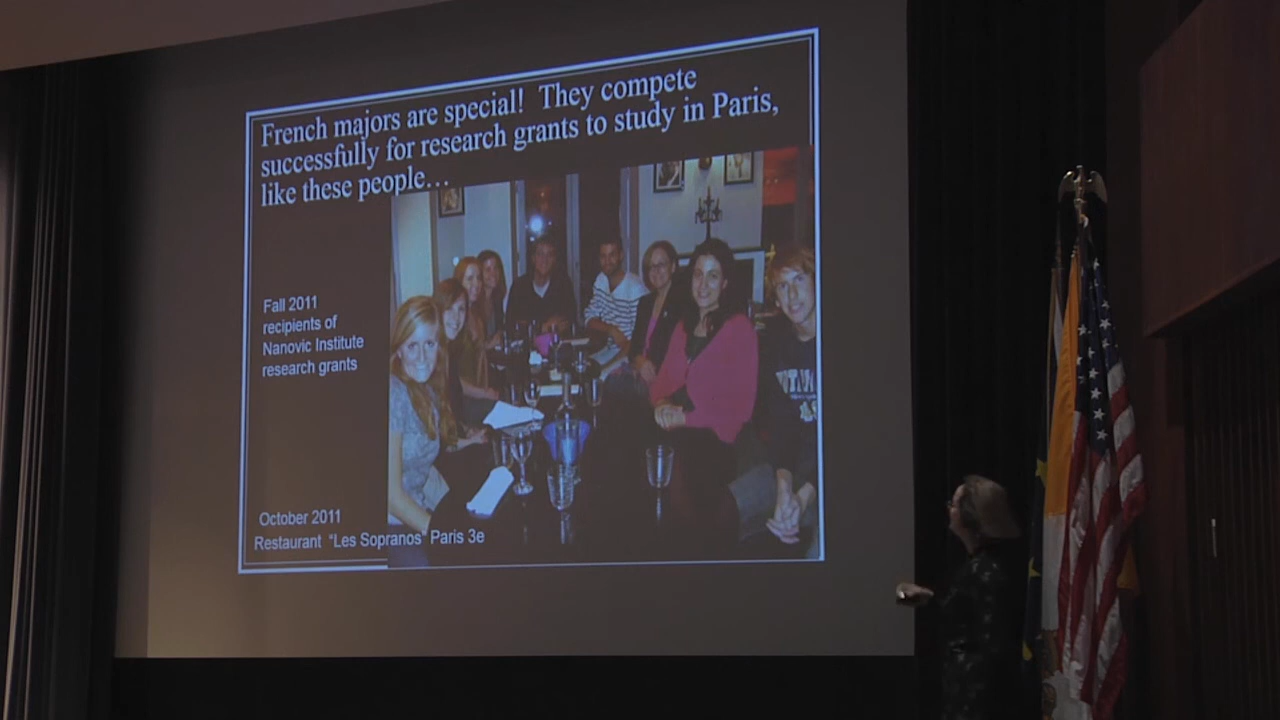 French majors are special! They compete
successfully for research grants to study in Paris,
like these people…
Fall 2011
recipients of
Nanovic Institute
research grants
October 2011
Restaurant “Les Sopranos” Paris 3e